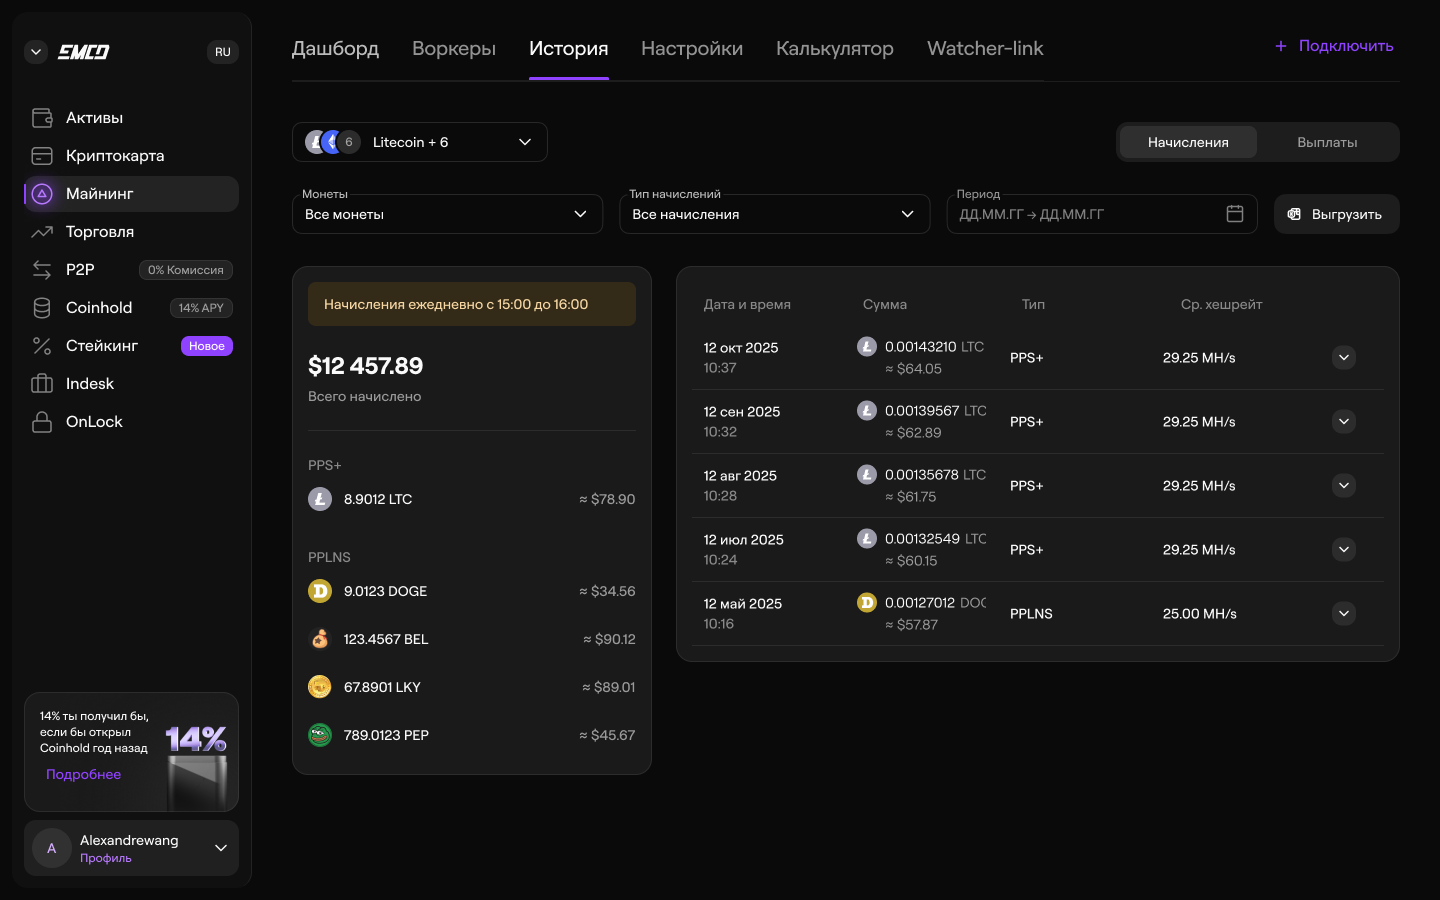 EMCD
RU
Активы
Криптокарта
Майнинг
Торговля
P2P
0% Комиссия
Coinhold
14% APY
Стейкинг
Новое
Indesk
OnLock
14% ты получил бы,
если бы открыл
Coinhold год назад
Подробнее
14%
A
Alexandrewang
Профиль
Дашборд
Воркеры
История
Настройки
Калькулятор
Watcher-link
+ Подключить
6
Litecoin + 6
Начисления
Выплаты
Монеты
Все монеты
Тип начислений
Все начисления
Период
ДД.ММ.ГГ → ДД.ММ.ГГ
Выгрузить
Начисления ежедневно с 15:00 до 16:00
$12 457.89
Всего начислено
PPS+
8.9012 LTC
≈ $78.90
PPLNS
9.0123 DOGE
≈ $34.56
123.4567 BEL
≈ $90.12
67.8901 LKY
≈ $89.01
789.0123 PEP
≈ $45.67
Дата и время
Сумма
Тип
Ср. хешрейт
12 окт 2025
10:37
0.00143210 LTC
≈ $64.05
PPS+
29.25 MH/s
12 сен 2025
10:32
0.00139567 LTC
≈ $62.89
PPS+
29.25 MH/s
12 авг 2025
10:28
0.00135678 LTC
≈ $61.75
PPS+
29.25 MH/s
12 июл 2025
10:24
0.00132549 LTC
≈ $60.15
PPS+
29.25 MH/s
12 май 2025
10:16
0.00127012 DOG
≈ $57.87
PPLNS
25.00 MH/s